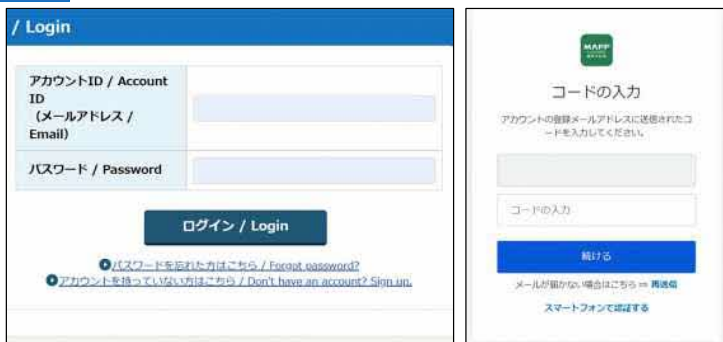 / Login
アカウントID / Account
ID
(メールアドレス /
Email)
パスワード / Password
ログイン / Login
パスワードを忘れた方はこちら / Forgot password?
アカウントを持っていない方はこちら / Don't have an account? Sign up.
MAPP
コードの入力
アカウントの登録メールアドレスに送信されたコ
ードを入力してください。
コードの入力
続ける
メールが届かない場合はこちら ⇒ 再送信
スマートフォンで認証する